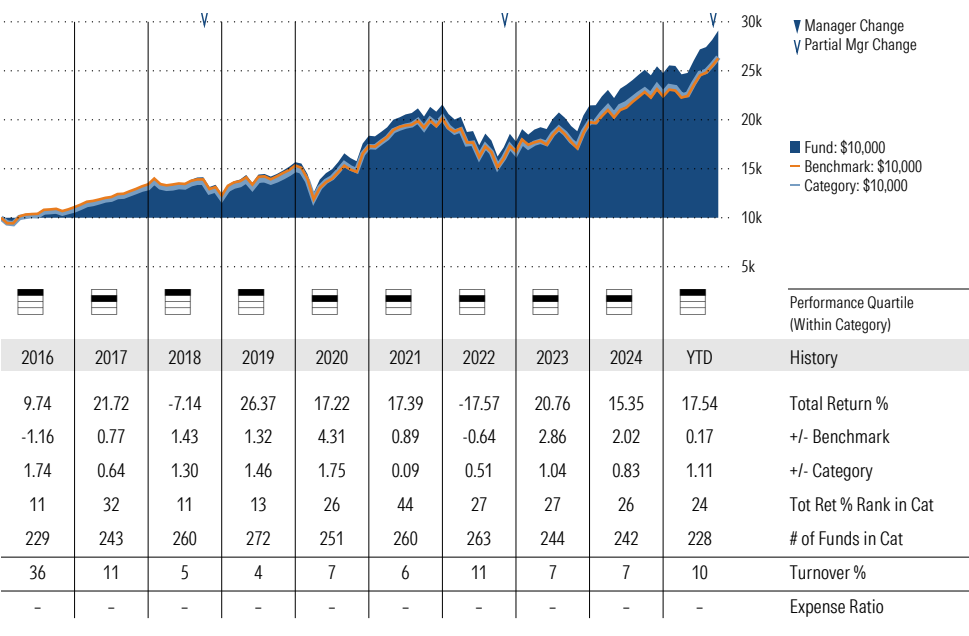 30k
25k
20k
15k
10k
5k
Manager Change
Partial Mgr Change
Fund: $10,000
Benchmark: $10,000
Category: $10,000
Performance Quartile
(Within Category)
2016 2017 2018 2019 2020 2021 2022 2023 2024 YTD History
9.74 21.72 -7.14 26.37 17.22 17.39 -17.57 20.76 15.35 17.54 Total Return %
-1.16 0.77 1.43 1.32 4.31 0.89 -0.64 2.86 2.02 0.17 +/- Benchmark
1.74 0.64 1.30 1.46 1.75 0.09 0.51 1.04 0.83 1.11 +/- Category
11 32 11 13 26 44 27 27 26 24 Tot Ret % Rank in Cat
229 243 260 272 251 260 263 244 242 228 # of Funds in Cat
36 11 5 4 7 6 11 7 7 10 Turnover %
– – – – – – – – – – Expense Ratio